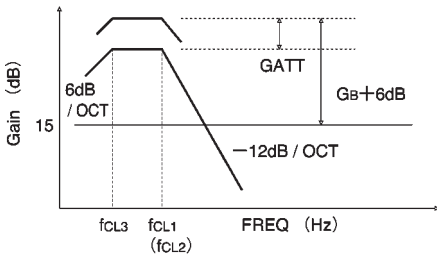 Gain (dB)
6dB
/ OCT
15
GATT
GB+6dB
−12dB / OCT
fCL3
fCL1
(fCL2)
FREQ (Hz)